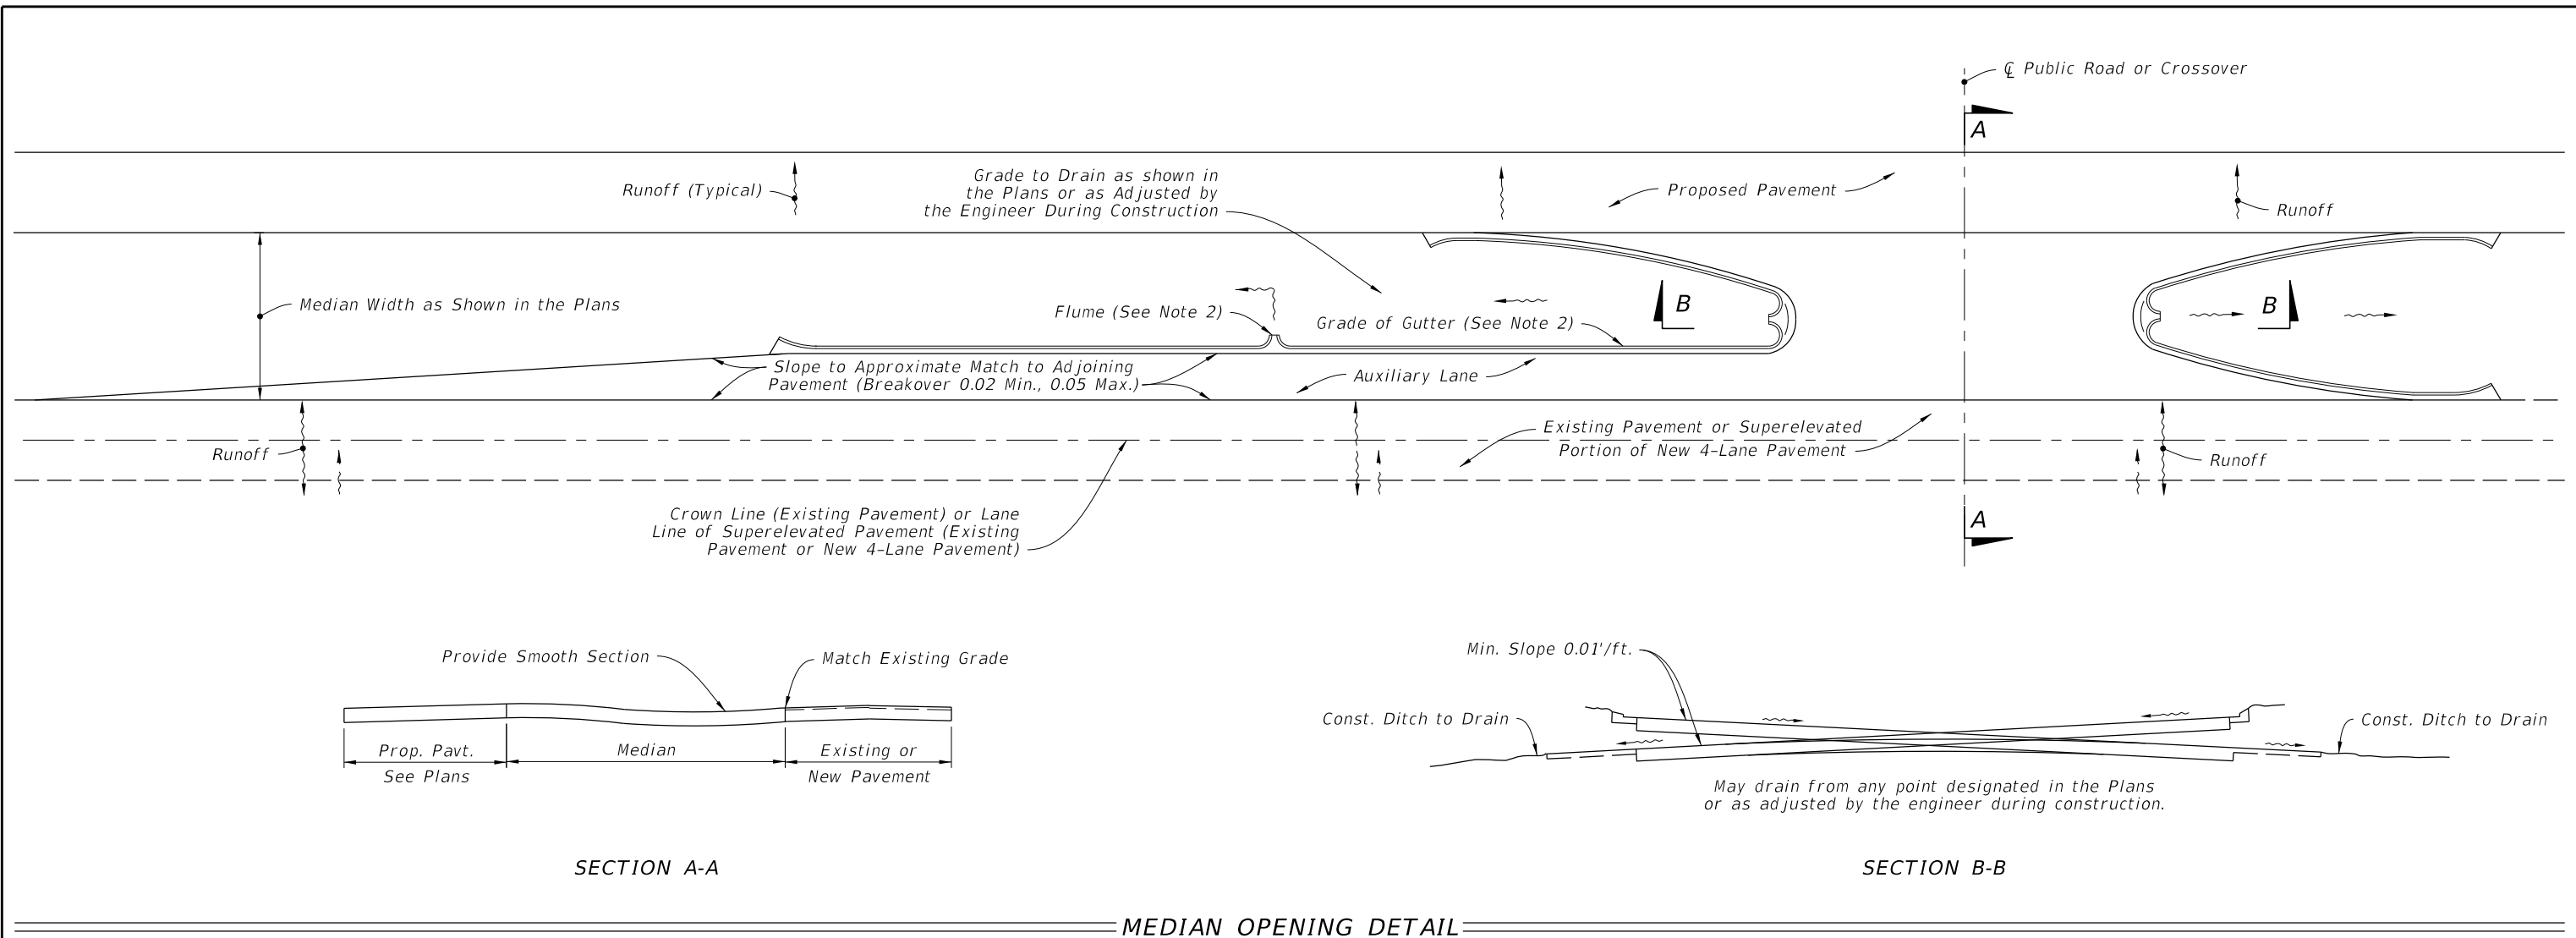 ℄ Public Road or Crossover
A
Runoff (Typical)
Grade to Drain as shown in
the Plans or as Adjusted by
the Engineer During Construction
Proposed Pavement
Runoff
Median Width as Shown in the Plans
Flume (See Note 2)
Grade of Gutter (See Note 2)
B
B
Slope to Approximate Match to Adjoining
Pavement (Breakover 0.02 Min., 0.05 Max.)
Auxiliary Lane
Runoff
Existing Pavement or Superelevated
Portion of New 4-Lane Pavement
Runoff
Crown Line (Existing Pavement) or Lane
Line of Superelevated Pavement (Existing
Pavement or New 4-Lane Pavement)
A
Provide Smooth Section
Match Existing Grade
Prop. Pavt.
See Plans
Median
Existing or
New Pavement
SECTION A-A
Min. Slope 0.01'/ft.
Const. Ditch to Drain
Const. Ditch to Drain
May drain from any point designated in the Plans
or as adjusted by the engineer during construction.
SECTION B-B
MEDIAN OPENING DETAIL